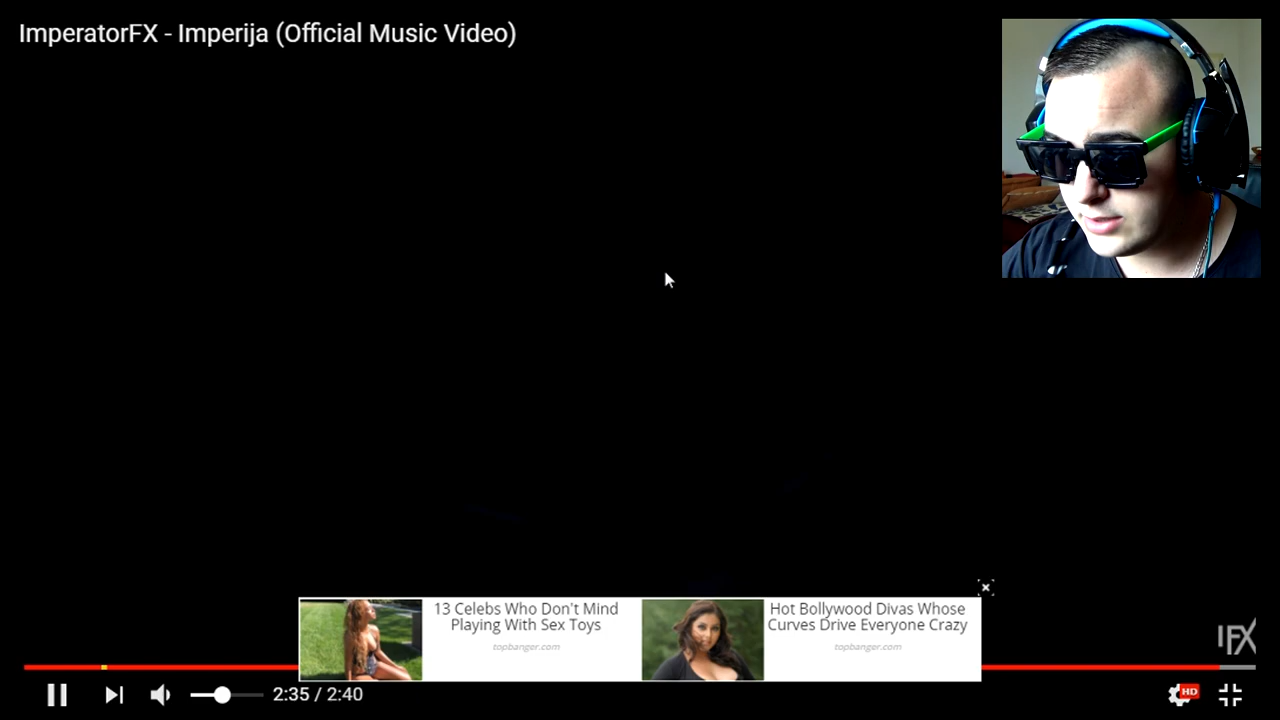 ImperatorFX - Imperija (Official Music Video)
13 Celebs Who Don't Mind
Playing With Sex Toys
topbanger.com
Hot Bollywood Divas Whose
Curves Drive Everyone Crazy
topbanger.com
IFX
2:35 / 2:40
HD